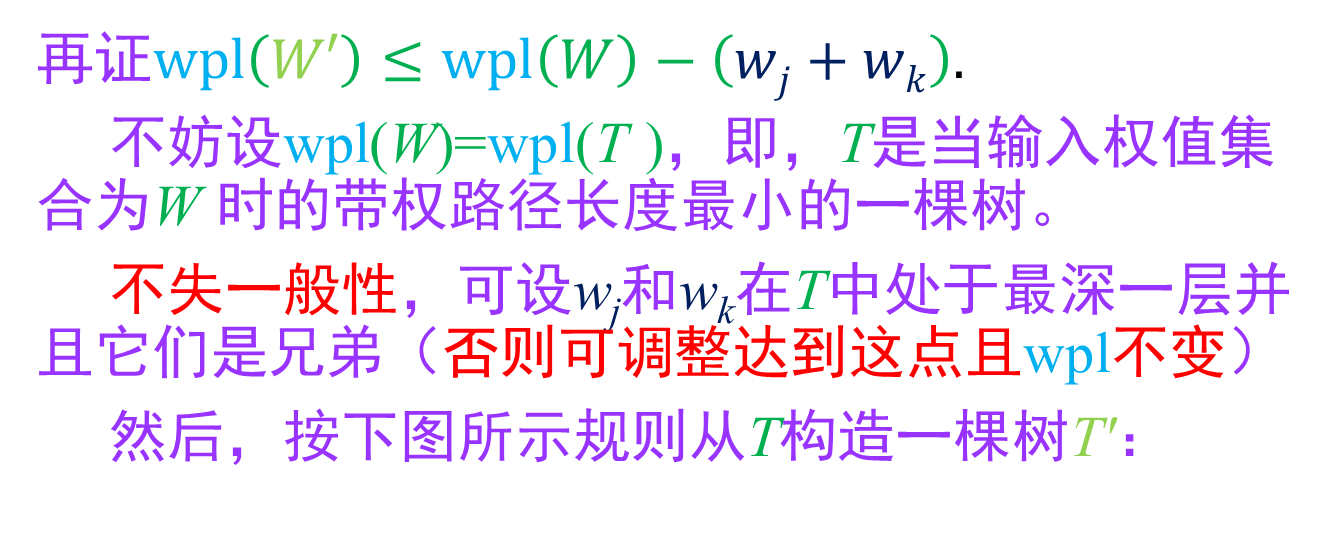 再证wpl(W′) ≤ wpl(W) − (wⱼ + wₖ).
不妨设wpl(W)=wpl(T )，即，T是当输入权值集
合为W 时的带权路径长度最小的一棵树。
不失一般性，可设wⱼ和wₖ在T中处于最深一层并
且它们是兄弟（否则可调整达到这点且wpl不变）
然后，按下图所示规则从T构造一棵树T′：